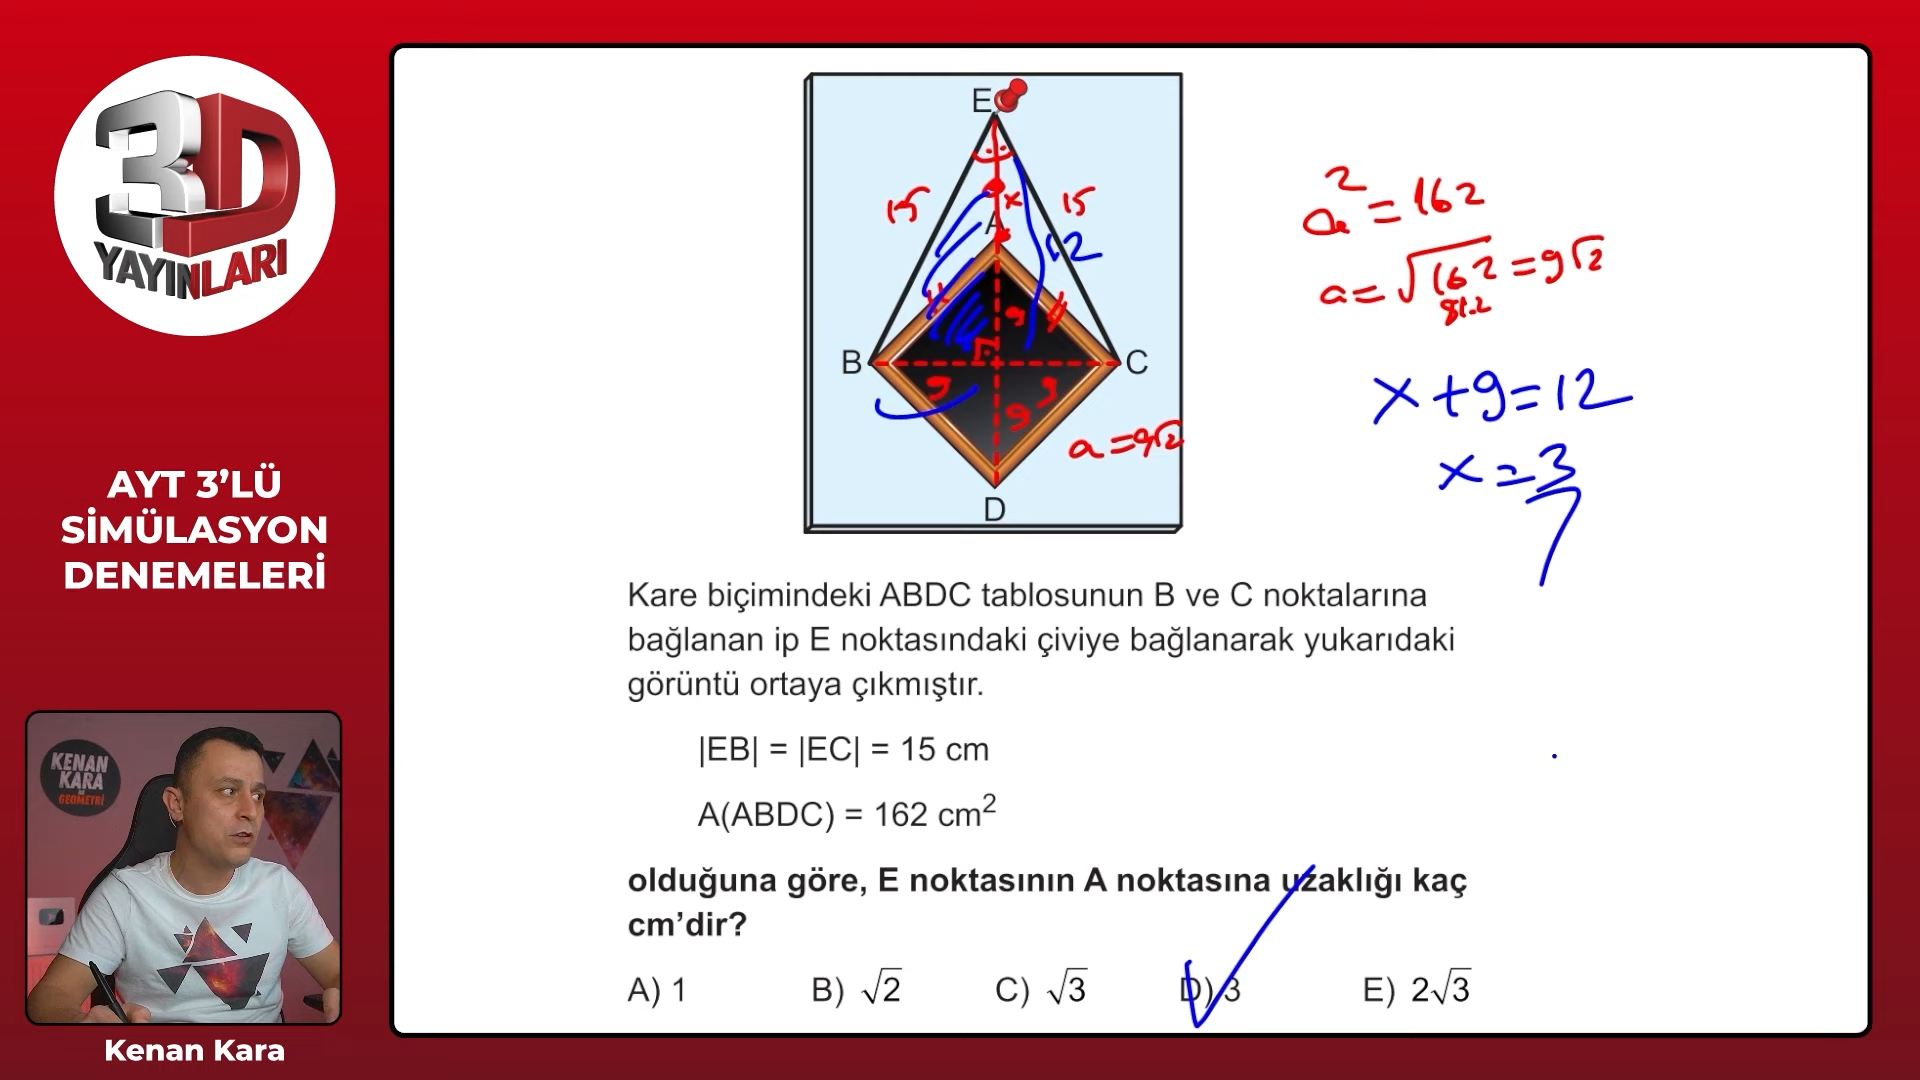 3D
YAYINLARI
AYT 3’LÜ
SİMÜLASYON
DENEMELERİ
KENAN
KARA
GEOMETRİ
Kenan Kara
E
15
x
15
A
12
9
B
C
9
9
9
a=9√2
D
a²=162
a=√162=9√2
81.2
x+9=12
x=3
Kare biçimindeki ABDC tablosunun B ve C noktalarına
bağlanan ip E noktasındaki çiviye bağlanarak yukarıdaki
görüntü ortaya çıkmıştır.
|EB| = |EC| = 15 cm
A(ABDC) = 162 cm²
olduğuna göre, E noktasının A noktasına uzaklığı kaç
cm’dir?
A) 1 B) √2 C) √3 D) 3 E) 2√3